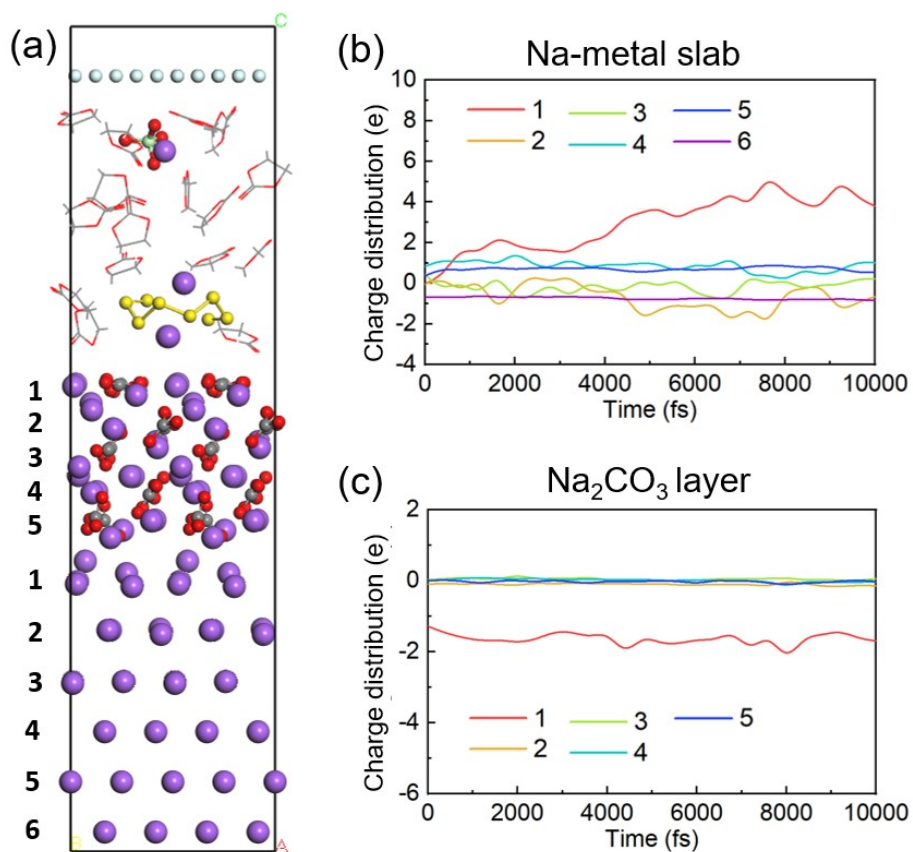 (a)
C
1
2
3
4
5
1
2
3
4
5
6
B
A
(b)
Na-metal slab
Charge distribution (e)
10
8
6
4
2
0
-2
-4
1 3 5
2 4 6
0 2000 4000 6000 8000 10000
Time (fs)
(c)
Na₂CO₃ layer
Charge distribution (e)
2
0
-2
-4
-6
1 3 5
2 4
0 2000 4000 6000 8000 10000
Time (fs)